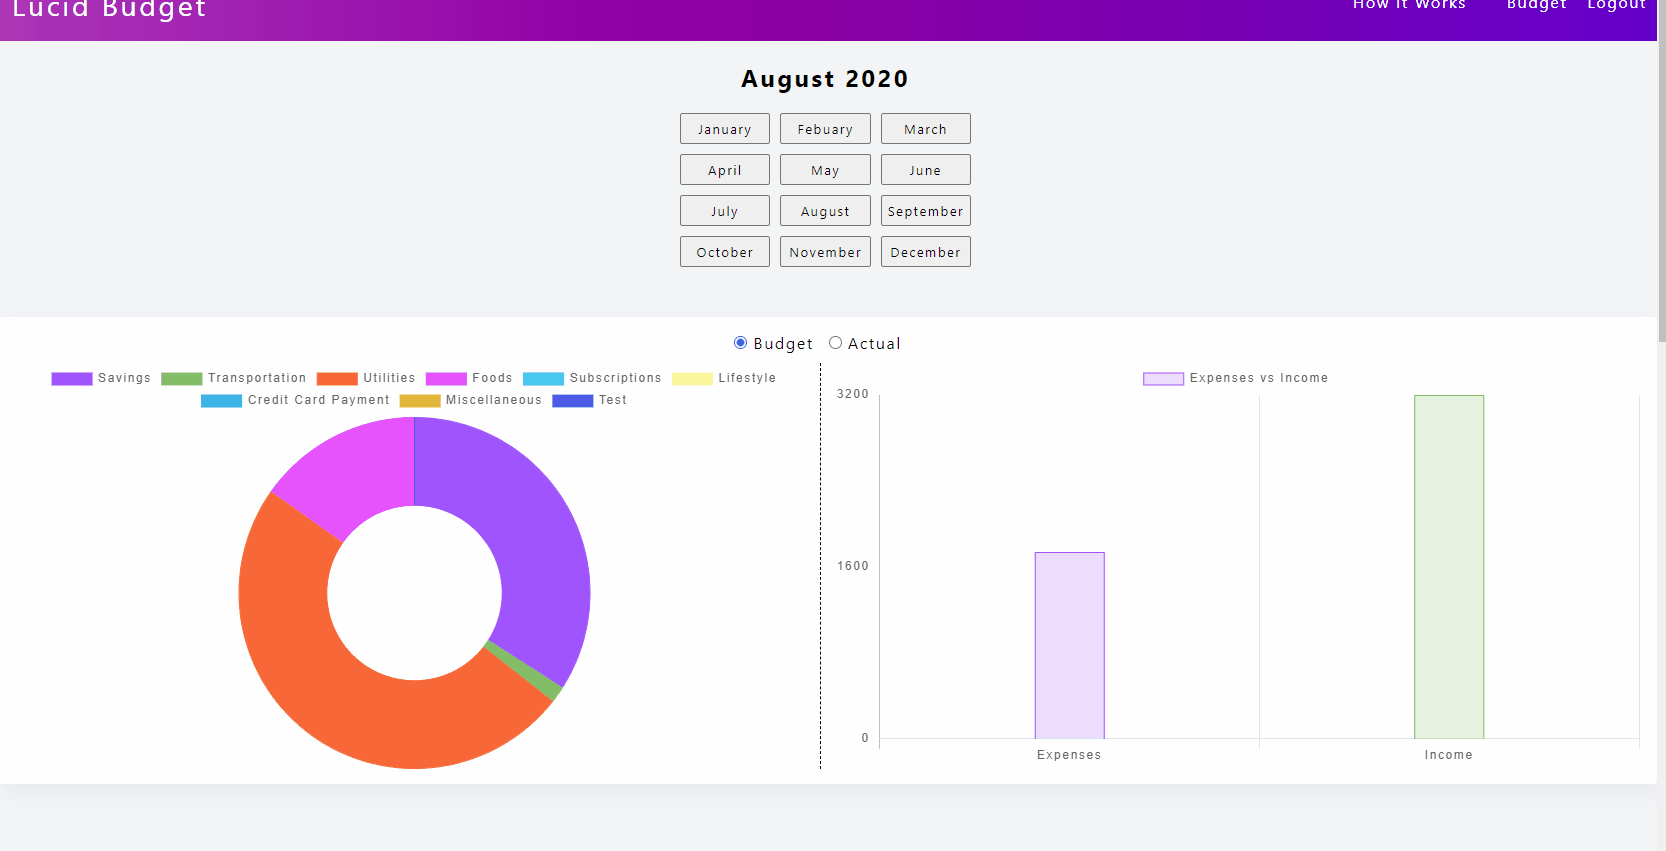 Lucid Budget How It Works Budget Logout
August 2020
January Febuary March
April May June
July August September
October November December
Budget Actual
Savings Transportation Utilities Foods Subscriptions Lifestyle
Credit Card Payment Miscellaneous Test
Expenses vs Income
3200
1600
0
Expenses Income